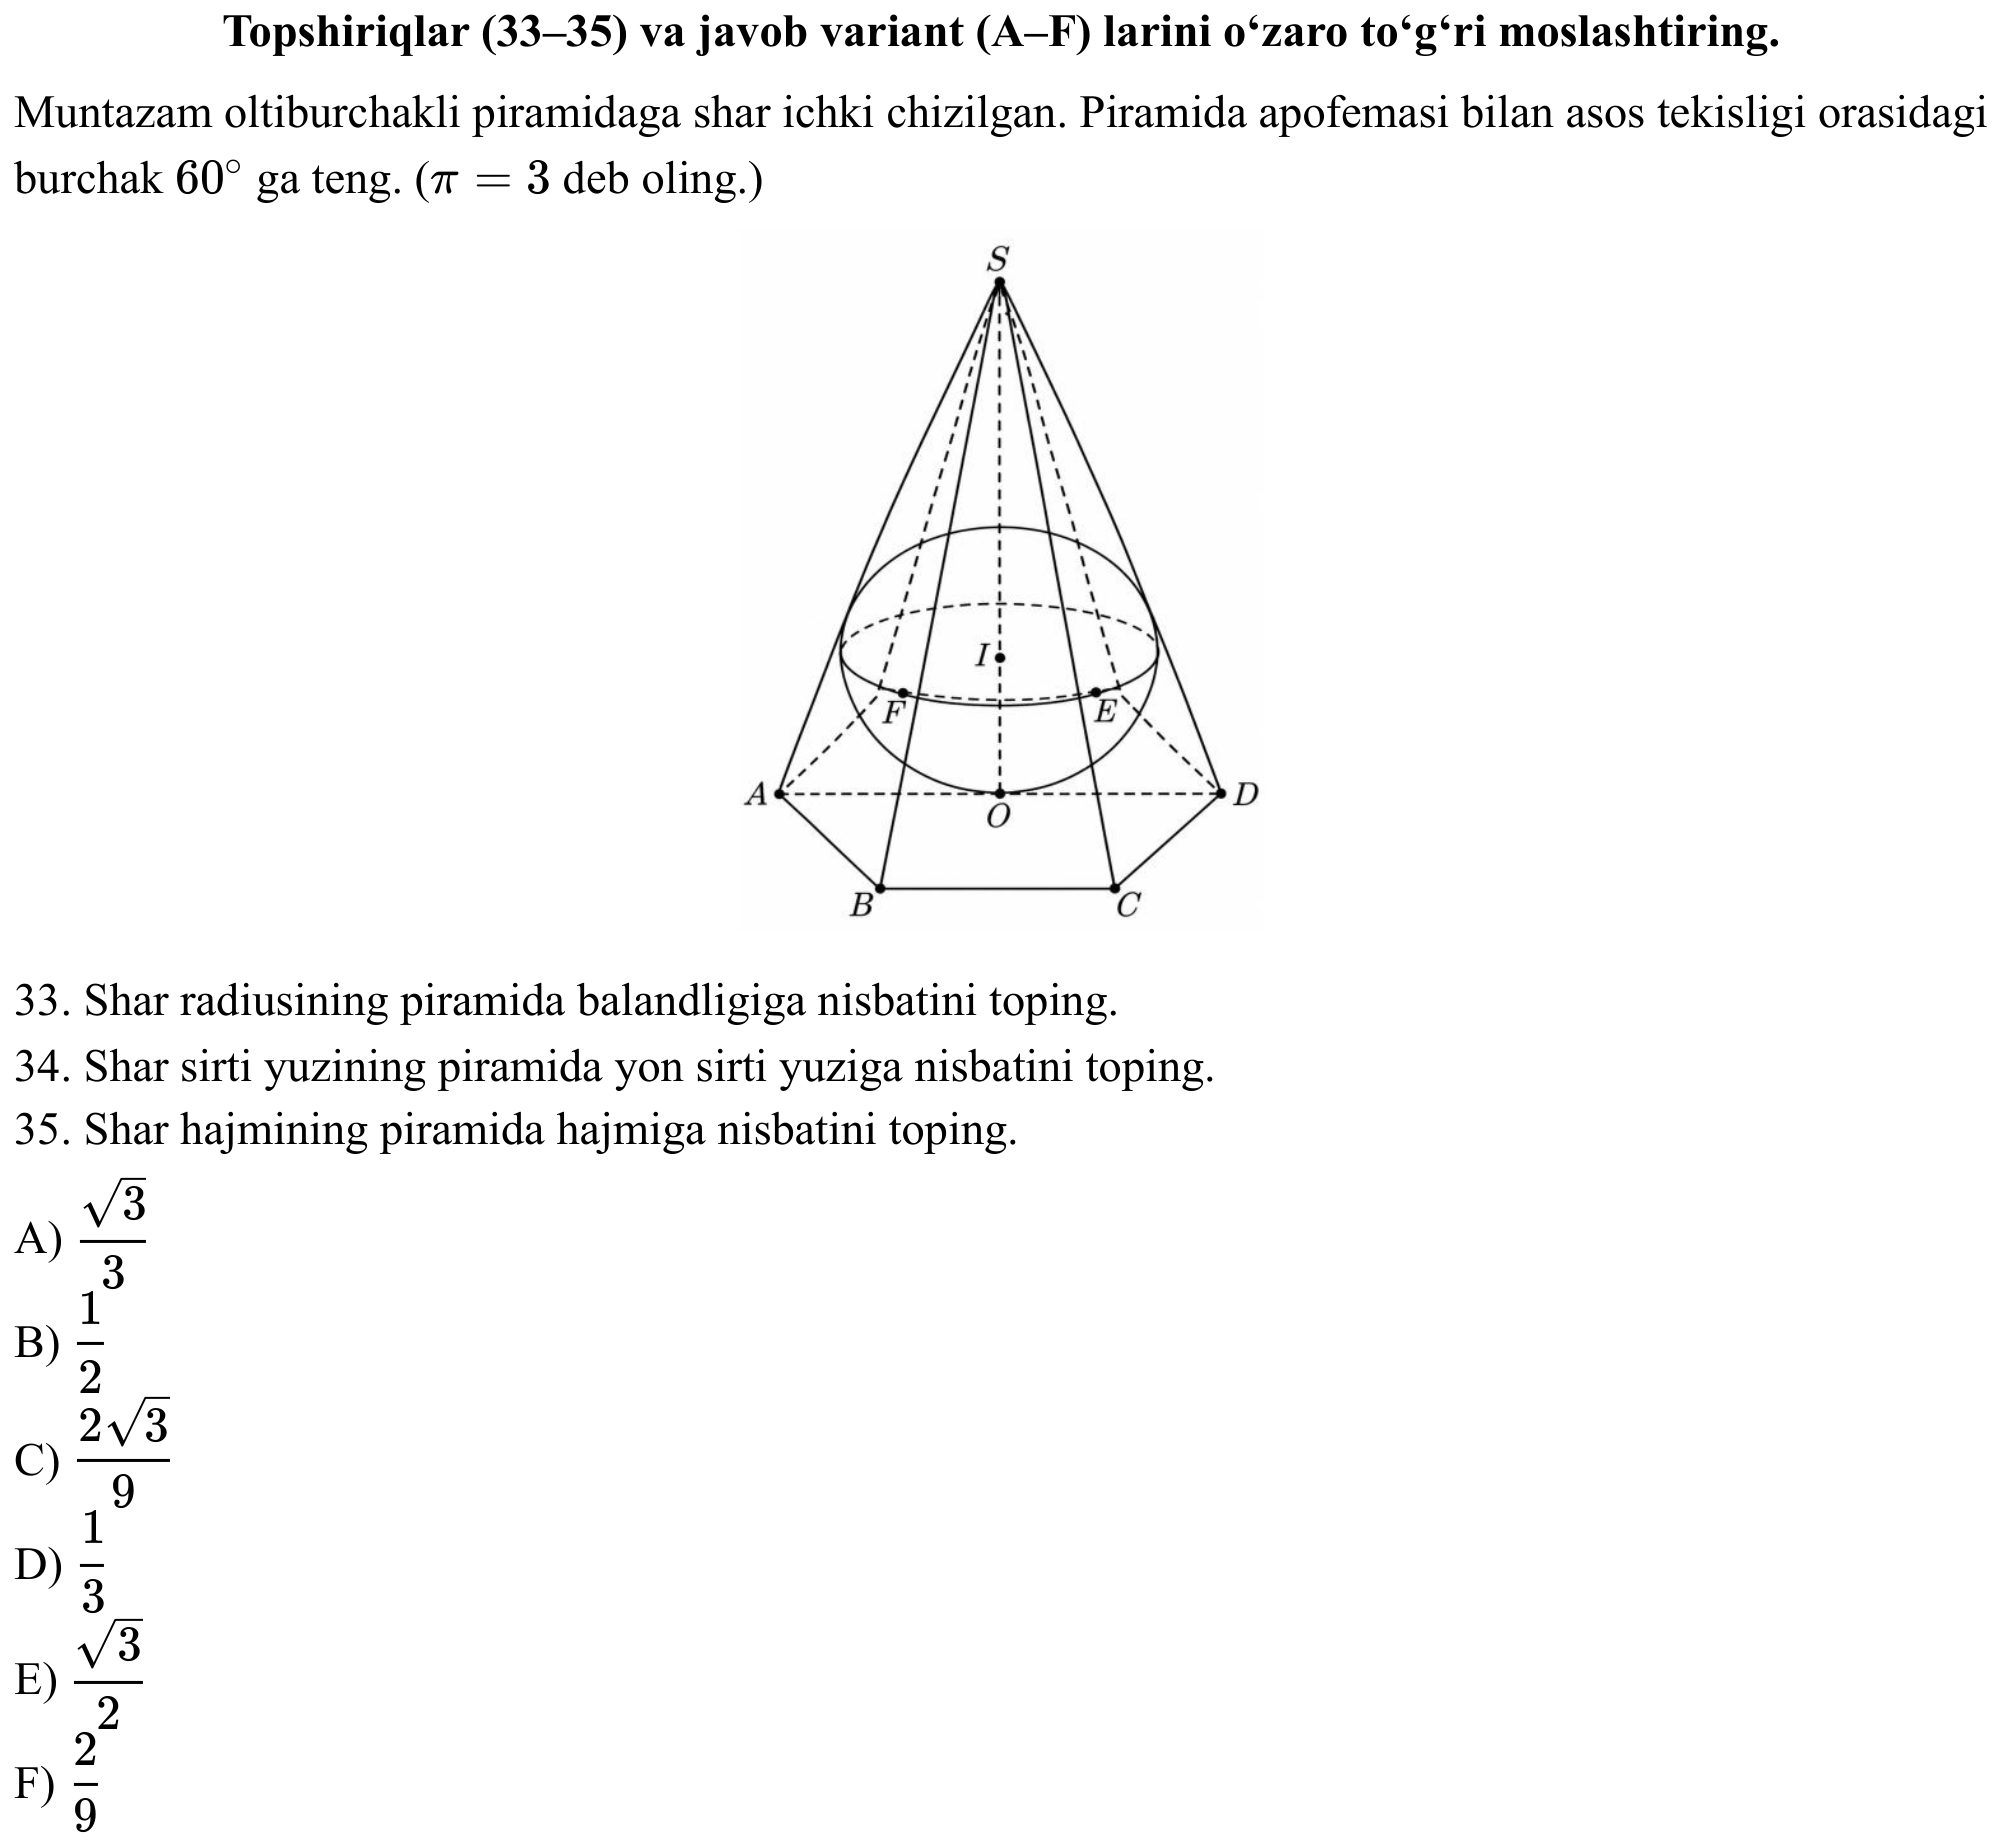 Topshiriqlar (33–35) va javob variant (A–F) larini o‘zaro to‘g‘ri moslashtiring.
Muntazam oltiburchakli piramidaga shar ichki chizilgan. Piramida apofemasi bilan asos tekisligi orasidagi
burchak 60° ga teng. (π = 3 deb oling.)
S
I
F
E
A
D
O
B
C
33. Shar radiusining piramida balandligiga nisbatini toping.
34. Shar sirti yuzining piramida yon sirti yuziga nisbatini toping.
35. Shar hajmining piramida hajmiga nisbatini toping.
A) √3/3
B) 1/2
C) 2√3/9
D) 1/3
E) √3/2
F) 2/9